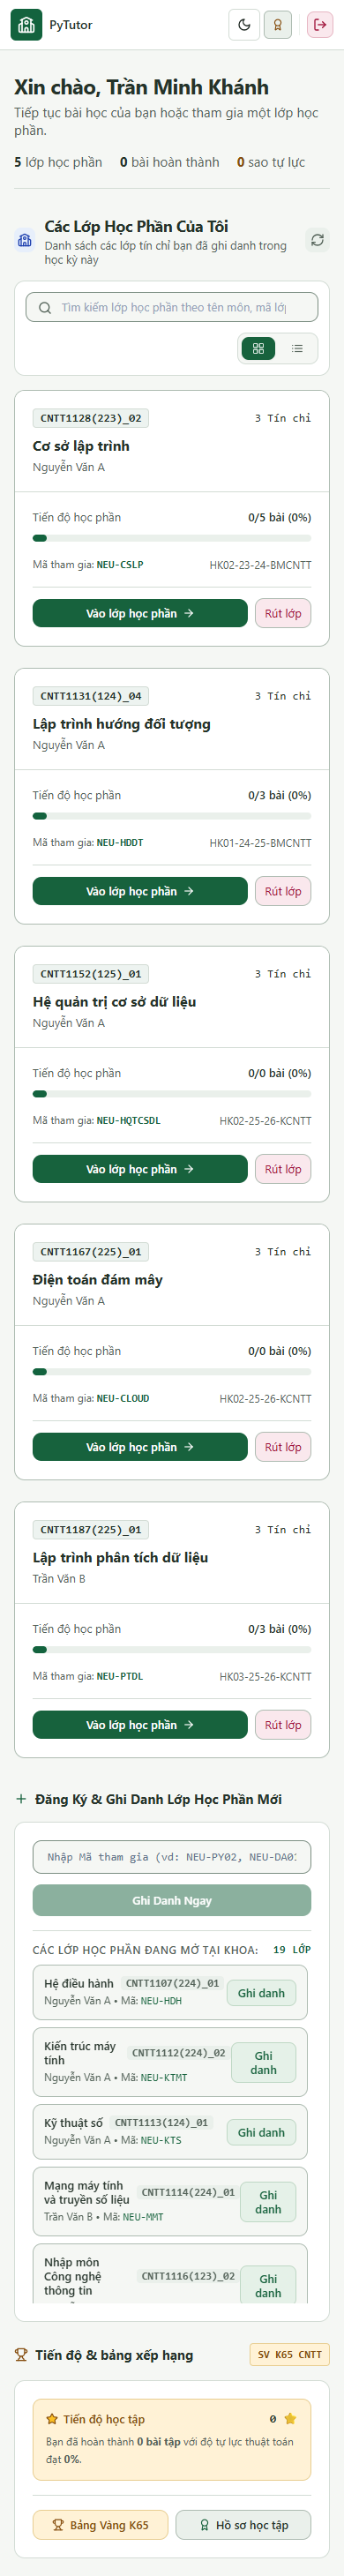 PyTutor
Xin chào, Trần Minh Khánh
Tiếp tục bài học của bạn hoặc tham gia một lớp học
phần.
5 lớp học phần 0 bài hoàn thành 0 sao tự lực
Các Lớp Học Phần Của Tôi
Danh sách các lớp tín chỉ bạn đã ghi danh trong
học kỳ này
Tìm kiếm lớp học phần theo tên môn, mã lớp
CNTT1128(223)_02 3 Tín chỉ
Cơ sở lập trình
Nguyễn Văn A
Tiến độ học phần 0/5 bài (0%)
Mã tham gia: NEU-CSLP HK02-23-24-BMCNTT
Vào lớp học phần → Rút lớp
CNTT1131(124)_04 3 Tín chỉ
Lập trình hướng đối tượng
Nguyễn Văn A
Tiến độ học phần 0/3 bài (0%)
Mã tham gia: NEU-HDDT HK01-24-25-BMCNTT
Vào lớp học phần → Rút lớp
CNTT1152(125)_01 3 Tín chỉ
Hệ quản trị cơ sở dữ liệu
Nguyễn Văn A
Tiến độ học phần 0/0 bài (0%)
Mã tham gia: NEU-HQTCSDL HK02-25-26-KCNTT
Vào lớp học phần → Rút lớp
CNTT1167(225)_01 3 Tín chỉ
Điện toán đám mây
Nguyễn Văn A
Tiến độ học phần 0/0 bài (0%)
Mã tham gia: NEU-CLOUD HK02-25-26-KCNTT
Vào lớp học phần → Rút lớp
CNTT1187(225)_01 3 Tín chỉ
Lập trình phân tích dữ liệu
Trần Văn B
Tiến độ học phần 0/3 bài (0%)
Mã tham gia: NEU-PTDL HK03-25-26-KCNTT
Vào lớp học phần → Rút lớp
Đăng Ký & Ghi Danh Lớp Học Phần Mới
Nhập Mã tham gia (vd: NEU-PY02, NEU-DA01
Ghi Danh Ngay
CÁC LỚP HỌC PHẦN ĐANG MỞ TẠI KHOA: 19 LỚP
Hệ điều hành CNTT1107(224)_01
Nguyễn Văn A • Mã: NEU-HDH
Ghi danh
Kiến trúc máy
tính
CNTT1112(224)_02
Nguyễn Văn A • Mã: NEU-KTMT
Ghi
danh
Kỹ thuật số CNTT1113(124)_01
Nguyễn Văn A • Mã: NEU-KTS
Ghi danh
Mạng máy tính
và truyền số liệu
CNTT1114(224)_01
Trần Văn B • Mã: NEU-MMT
Ghi
danh
Nhập môn
Công nghệ
thông tin
CNTT1116(123)_02
Ghi
danh
Tiến độ & bảng xếp hạng SV K65 CNTT
Tiến độ học tập 0
Bạn đã hoàn thành 0 bài tập với độ tự lực thuật toán
đạt 0%.
Bảng Vàng K65 Hồ sơ học tập